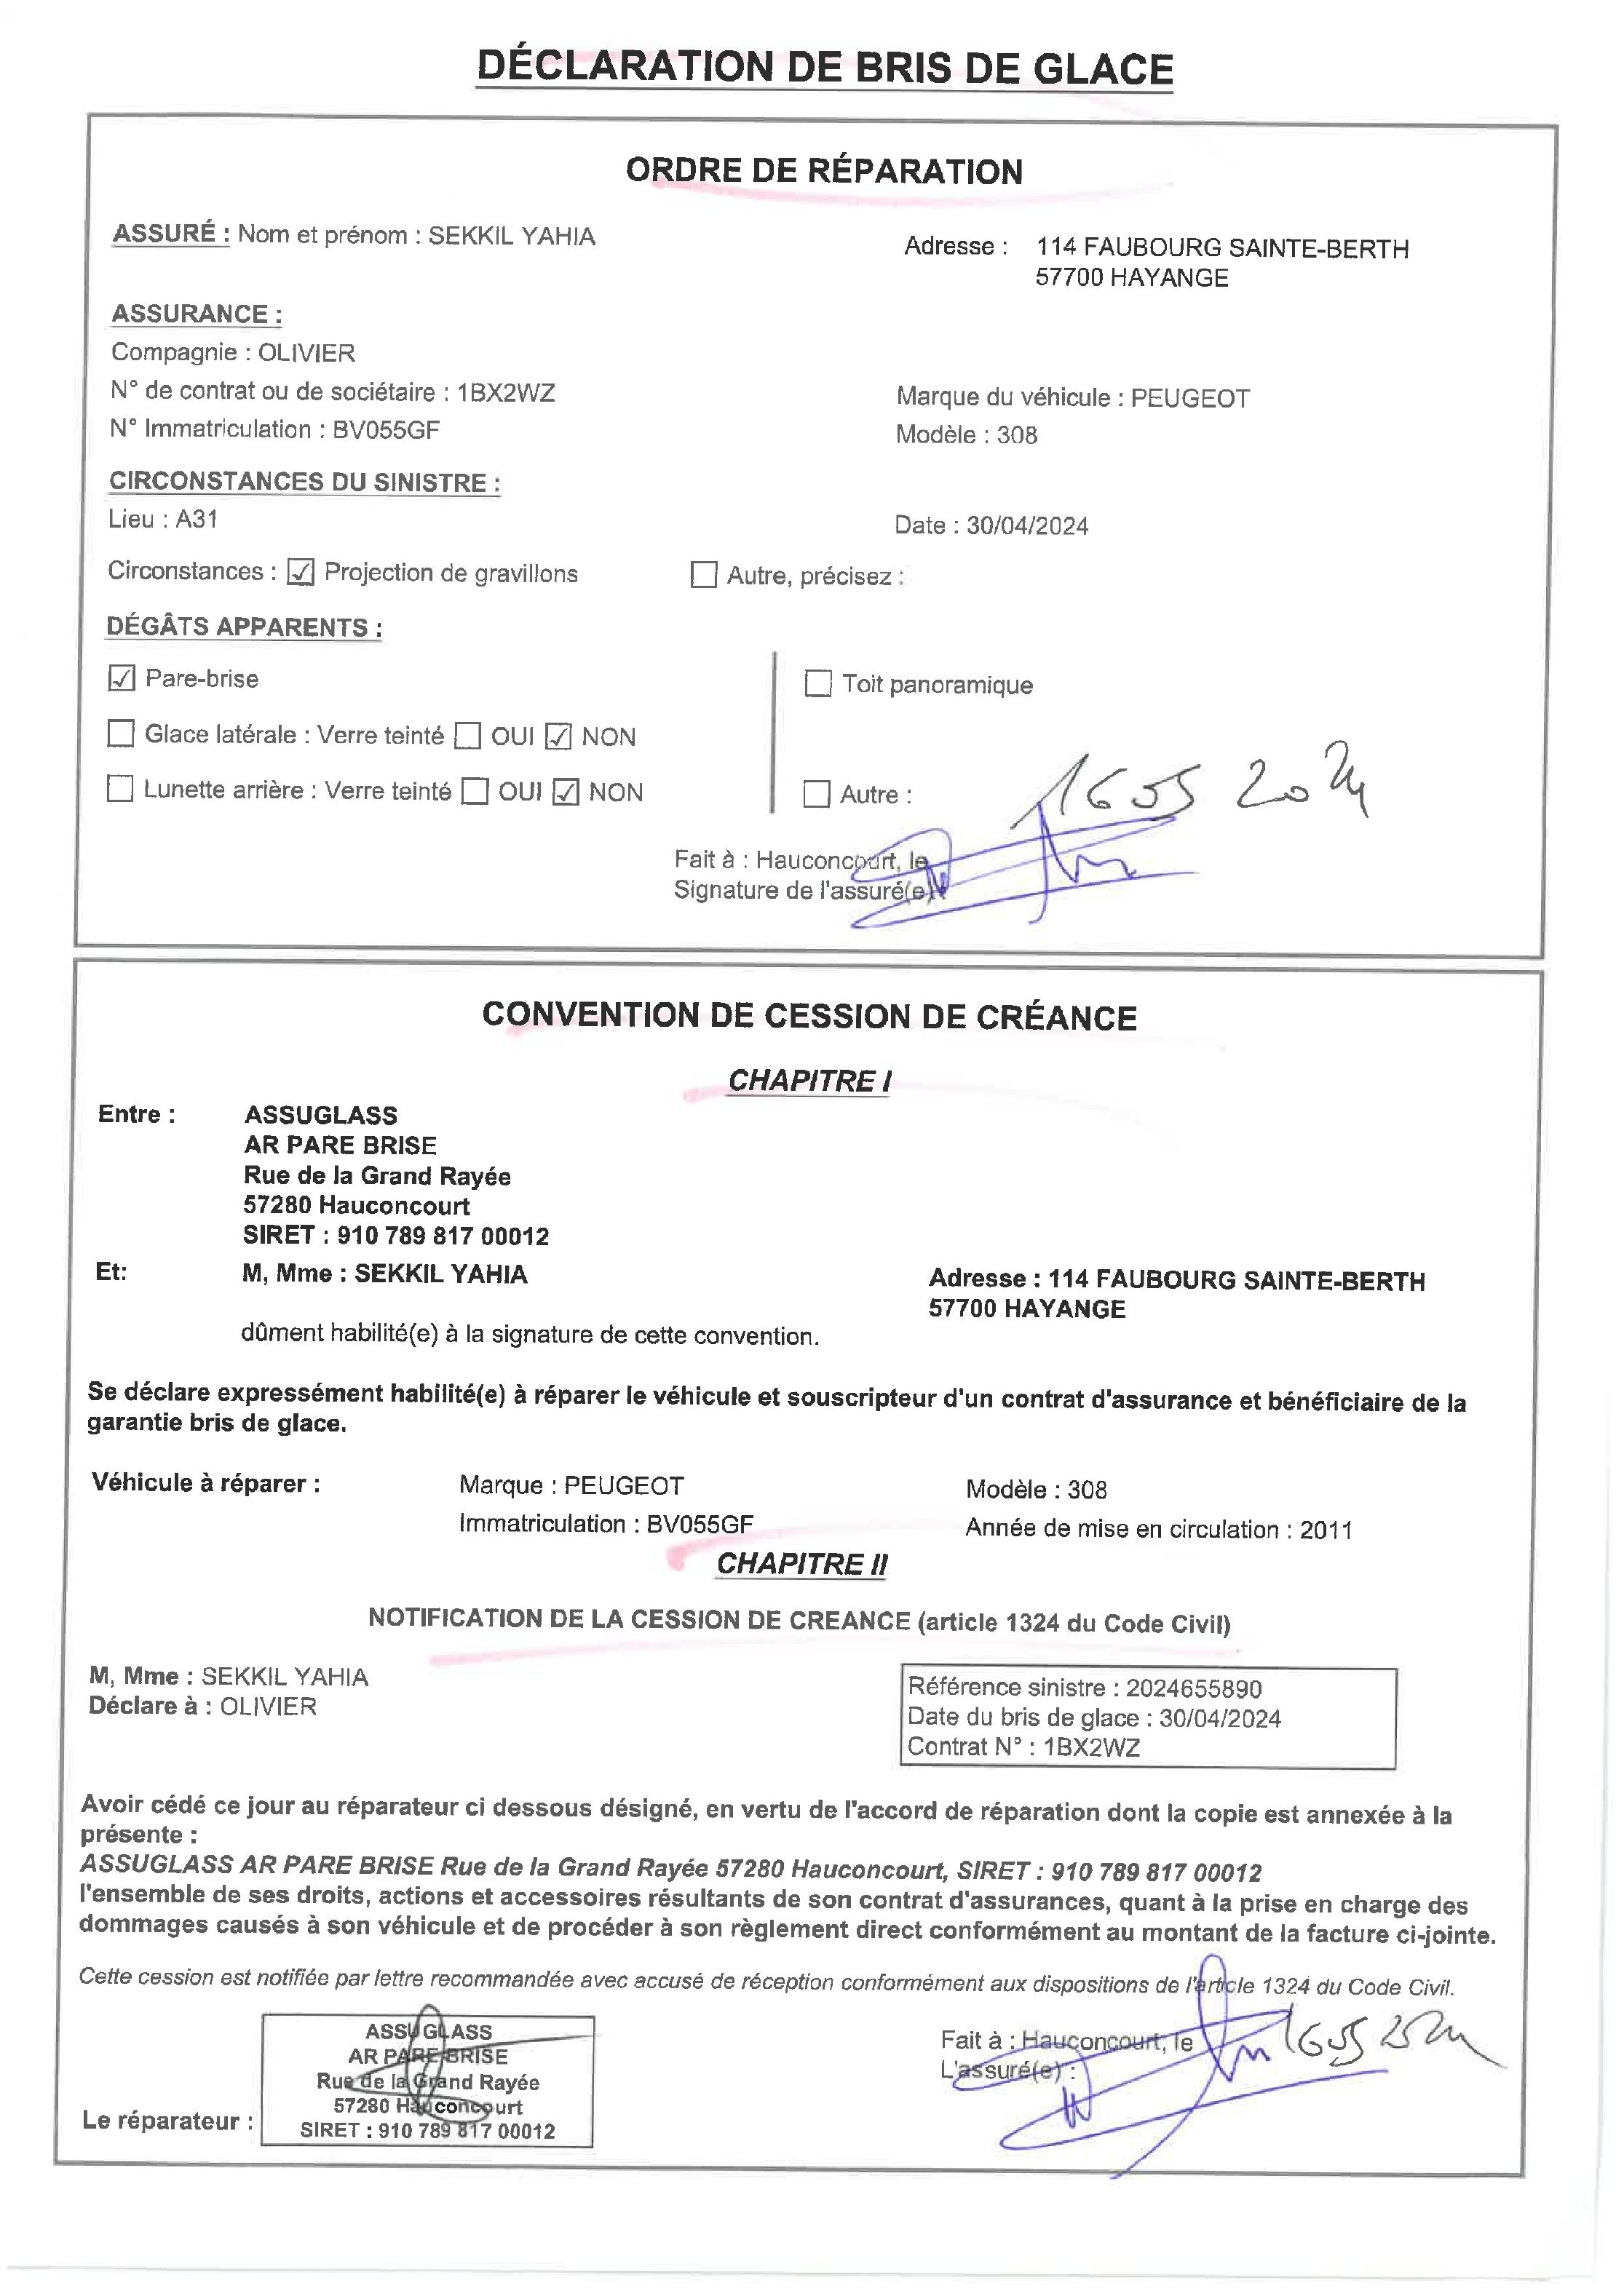 DÉCLARATION DE BRIS DE GLACE
ORDRE DE RÉPARATION
ASSURÉ : Nom et prénom : SEKKIL YAHIA
Adresse : 114 FAUBOURG SAINTE-BERTH
57700 HAYANGE
ASSURANCE :
Compagnie : OLIVIER
N° de contrat ou de sociétaire : 1BX2WZ
Marque du véhicule : PEUGEOT
N° Immatriculation : BV055GF
Modèle : 308
CIRCONSTANCES DU SINISTRE :
Lieu : A31
Date : 30/04/2024
Circonstances : ☑ Projection de gravillons ☐ Autre, précisez :
DÉGÂTS APPARENTS :
☑ Pare-brise
☐ Toit panoramique
☐ Glace latérale : Verre teinté ☐ OUI ☑ NON
☐ Lunette arrière : Verre teinté ☐ OUI ☑ NON
☐ Autre :
Fait à : Hauconcourt, le 1605 2024
Signature de l'assuré(e)
CONVENTION DE CESSION DE CRÉANCE
CHAPITRE I
Entre : ASSUGLASS
AR PARE BRISE
Rue de la Grand Rayée
57280 Hauconcourt
SIRET : 910 789 817 00012
Et: M, Mme : SEKKIL YAHIA
Adresse : 114 FAUBOURG SAINTE-BERTH
57700 HAYANGE
dûment habilité(e) à la signature de cette convention.
Se déclare expressément habilité(e) à réparer le véhicule et souscripteur d'un contrat d'assurance et bénéficiaire de la
garantie bris de glace.
Véhicule à réparer : Marque : PEUGEOT Modèle : 308
Immatriculation : BV055GF Année de mise en circulation : 2011
CHAPITRE II
NOTIFICATION DE LA CESSION DE CREANCE (article 1324 du Code Civil)
M, Mme : SEKKIL YAHIA
Déclare à : OLIVIER
Référence sinistre : 2024655890
Date du bris de glace : 30/04/2024
Contrat N° : 1BX2WZ
Avoir cédé ce jour au réparateur ci dessous désigné, en vertu de l'accord de réparation dont la copie est annexée à la
présente :
ASSUGLASS AR PARE BRISE Rue de la Grand Rayée 57280 Hauconcourt, SIRET : 910 789 817 00012
l'ensemble de ses droits, actions et accessoires résultants de son contrat d'assurances, quant à la prise en charge des
dommages causés à son véhicule et de procéder à son règlement direct conformément au montant de la facture ci-jointe.
Cette cession est notifiée par lettre recommandée avec accusé de réception conformément aux dispositions de l'article 1324 du Code Civil.
Le réparateur :
ASSUGLASS
AR PARE BRISE
Rue de la Grand Rayée
57280 Hauconcourt
SIRET : 910 789 817 00012
Fait à : Hauconcourt, le
L'assuré(e) :